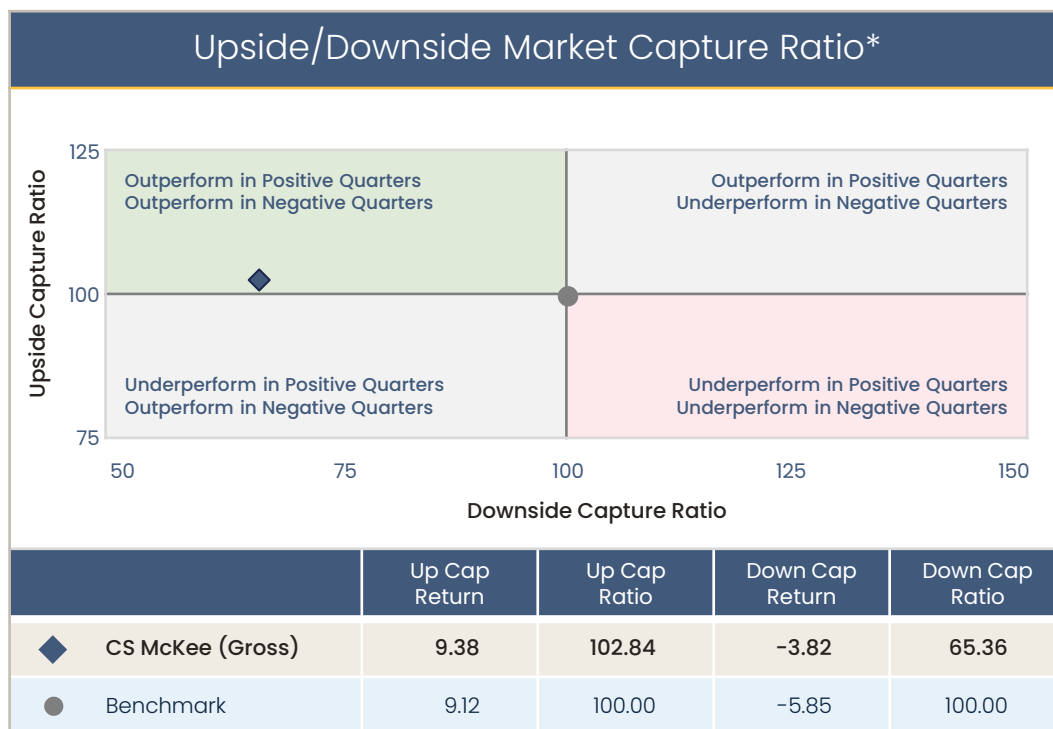 Upside/Downside Market Capture Ratio*
Upside Capture Ratio
125
100
75
Outperform in Positive Quarters
Outperform in Negative Quarters
Outperform in Positive Quarters
Underperform in Negative Quarters
Underperform in Positive Quarters
Outperform in Negative Quarters
Underperform in Positive Quarters
Underperform in Negative Quarters
50 75 100 125 150
Downside Capture Ratio
Up Cap Return Up Cap Ratio Down Cap Return Down Cap Ratio
CS McKee (Gross) 9.38 102.84 -3.82 65.36
Benchmark 9.12 100.00 -5.85 100.00